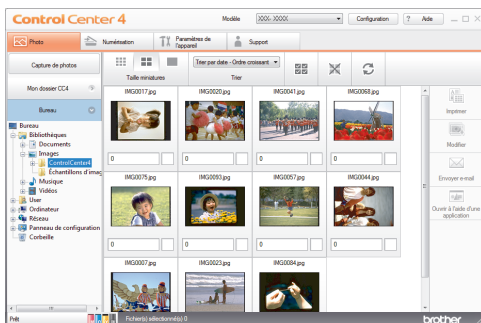 Control Center 4
Modèle
XXX- XXXX
Configuration
?
Aide
Photo
Numérisation
Paramètres de l'appareil
Support
Capture de photos
Mon dossier CC4
Bureau
Taille miniatures
Trier par date - Ordre croissant
Trier
Bureau
Bibliothèques
Documents
Images
ControlCenter4
Échantillons d'imag
Musique
Vidéos
User
Ordinateur
Réseau
Panneau de configuration
Corbeille
IMG0017.jpg
IMG0020.jpg
IMG0041.jpg
IMG0068.jpg
0
0
0
0
IMG0075.jpg
IMG0093.jpg
IMG0057.jpg
IMG0044.jpg
0
0
0
0
IMG0007.jpg
IMG0023.jpg
IMG0084.jpg
Imprimer
Modifier
Envoyer e-mail
Ouvrir à l'aide d'une
application
Prêt
Fichier(s) sélectionné(s) 0
brother